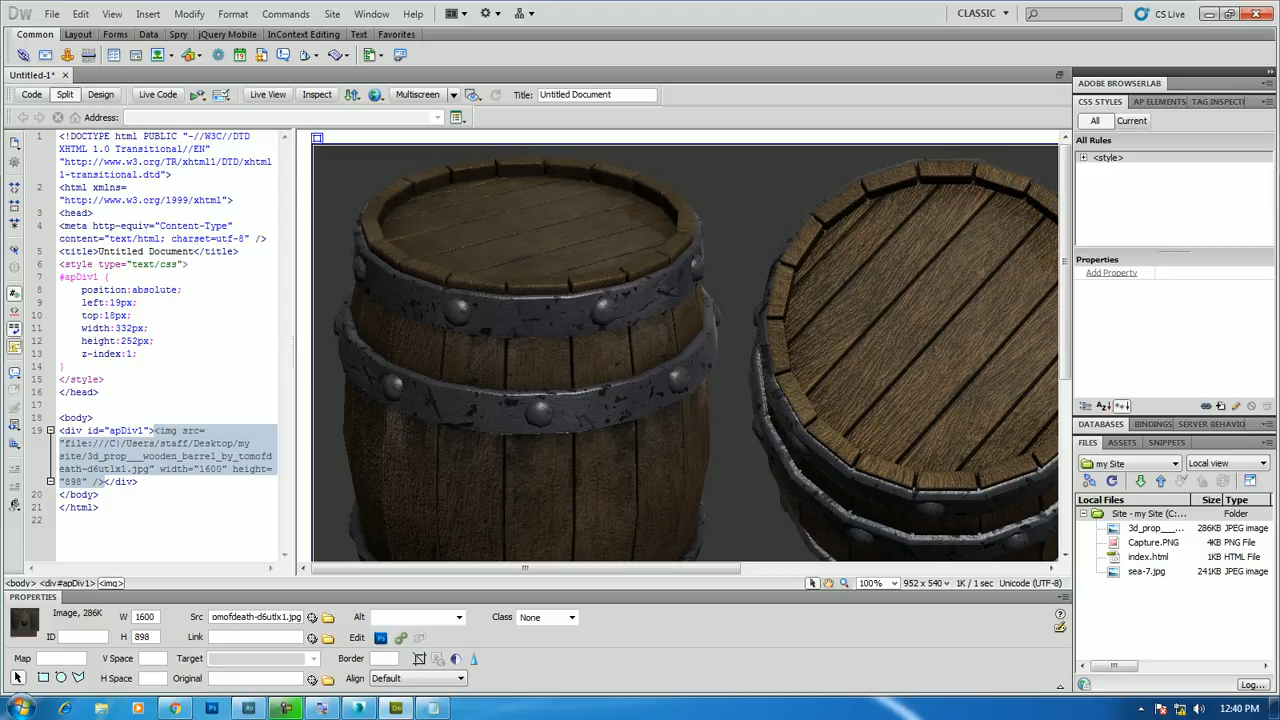 Dw File Edit View Insert Modify Format Commands Site Window Help CLASSIC CS Live
Common Layout Forms Data Spry jQuery Mobile InContext Editing Text Favorites
Untitled-1*
Code Split Design Live Code Live View Inspect Multiscreen Title: Untitled Document
Address:
1 <!DOCTYPE html PUBLIC "-//W3C//DTD
XHTML 1.0 Transitional//EN"
"http://www.w3.org/TR/xhtml1/DTD/xhtml
1-transitional.dtd">
2 <html xmlns=
"http://www.w3.org/1999/xhtml">
3 <head>
4 <meta http-equiv="Content-Type"
content="text/html; charset=utf-8" />
5 <title>Untitled Document</title>
6 <style type="text/css">
7 #apDiv1 {
8 position:absolute;
9 left:19px;
10 top:18px;
11 width:332px;
12 height:252px;
13 z-index:1;
14 }
15 </style>
16 </head>
17
18 <body>
19 <div id="apDiv1"><img src=
"file:///C|/Users/staff/Desktop/my
site/3d_prop___wooden_barrel_by_tomofd
eath-d6utlx1.jpg" width="1600" height=
"898" /></div>
20 </body>
21 </html>
22
<body> <div#apDiv1> <img> 100% 952 x 540 1K / 1 sec Unicode (UTF-8)
PROPERTIES
Image, 286K W 1600 Src omofdeath-d6utlx1.jpg Alt Class None
ID H 898 Link Edit
Map V Space Target Border
H Space Original Align Default
ADOBE BROWSERLAB
CSS STYLES AP ELEMENTS TAG INSPECT
All Current
All Rules
<style>
Properties
Add Property
DATABASES BINDINGS SERVER BEHAVIO
FILES ASSETS SNIPPETS
my Site Local view
Local Files Size Type
Site - my Site (C:... Folder
3d_prop___... 286KB JPEG image
Capture.PNG 4KB PNG File
index.html 1KB HTML File
sea-7.jpg 241KB JPEG image
Log...
Ps Au Dw 12:40 PM